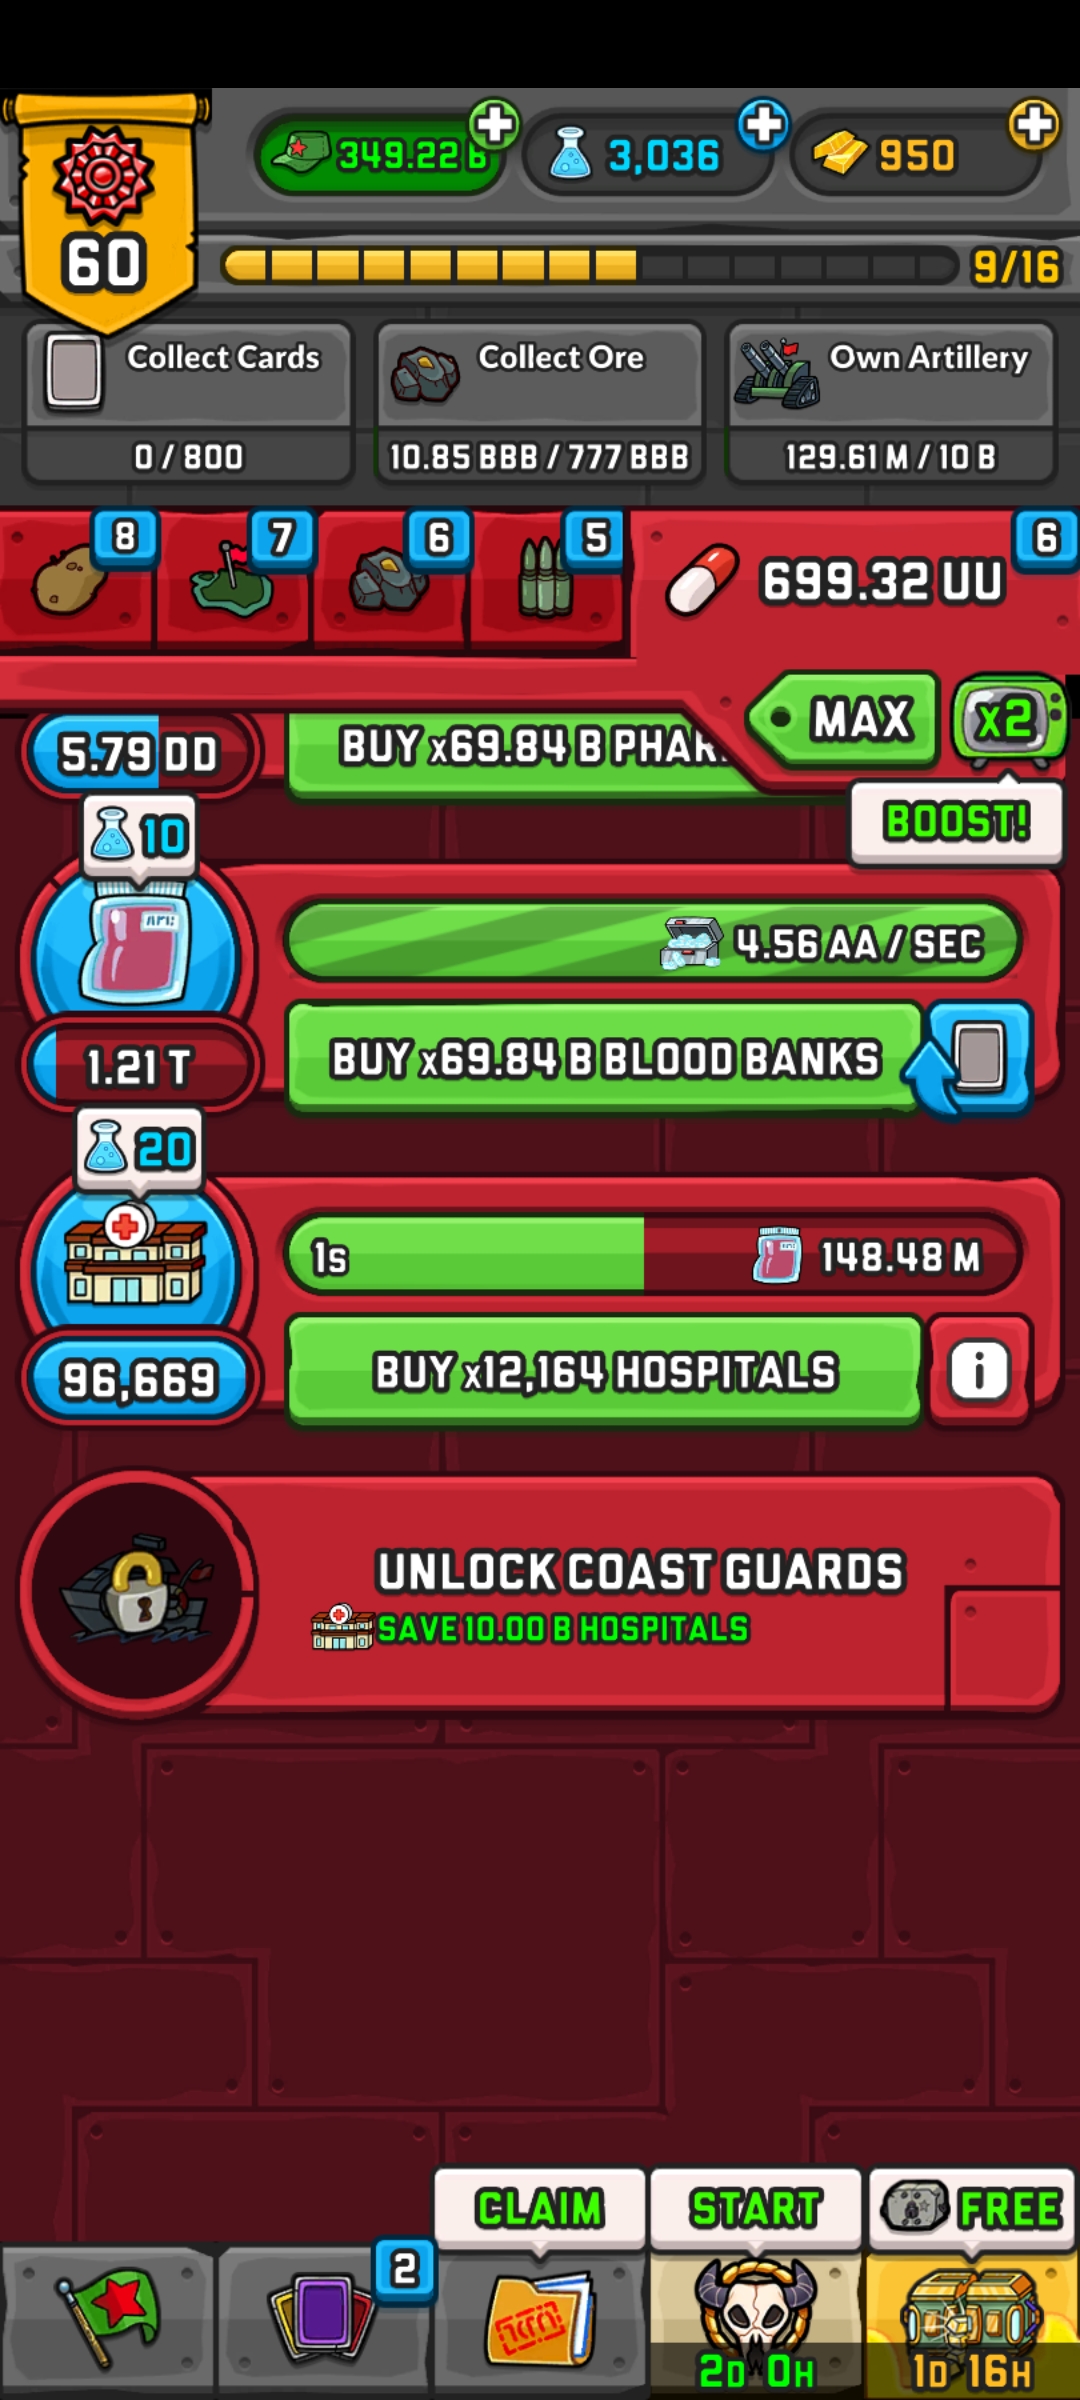 349.22 B
3,036
950
60
9/16
Collect Cards
0 / 800
Collect Ore
10.85 BBB / 777 BBB
Own Artillery
129.61 M / 10 B
8
7
6
5
6
699.32 UU
MAX
x2
BOOST!
5.79 DD
BUY x69.84 B PHAR
10
4.56 AA / SEC
1.21 T
BUY x69.84 B BLOOD BANKS
20
1s
148.48 M
96,669
BUY x12,164 HOSPITALS
i
UNLOCK COAST GUARDS
SAVE 10.00 B HOSPITALS
CLAIM
START
FREE
2
2D 0H
1D 16H